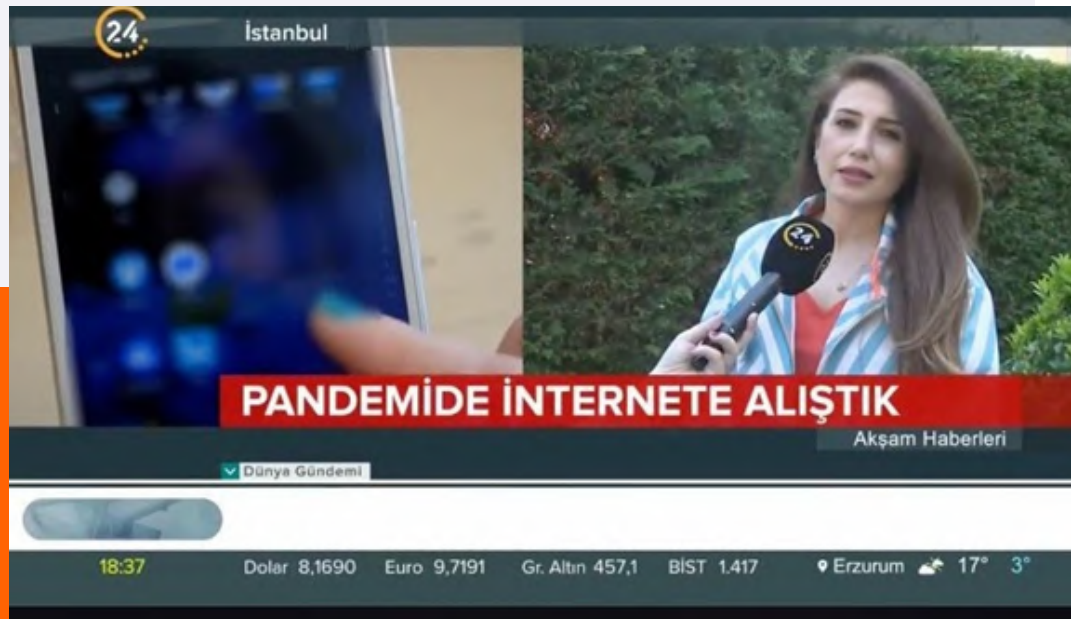 24 İstanbul
24
PANDEMİDE İNTERNETE ALIŞTIK
Akşam Haberleri
Dünya Gündemi
18:37 Dolar 8,1690 Euro 9,7191 Gr. Altın 457,1 BİST 1.417 Erzurum 17° 3°